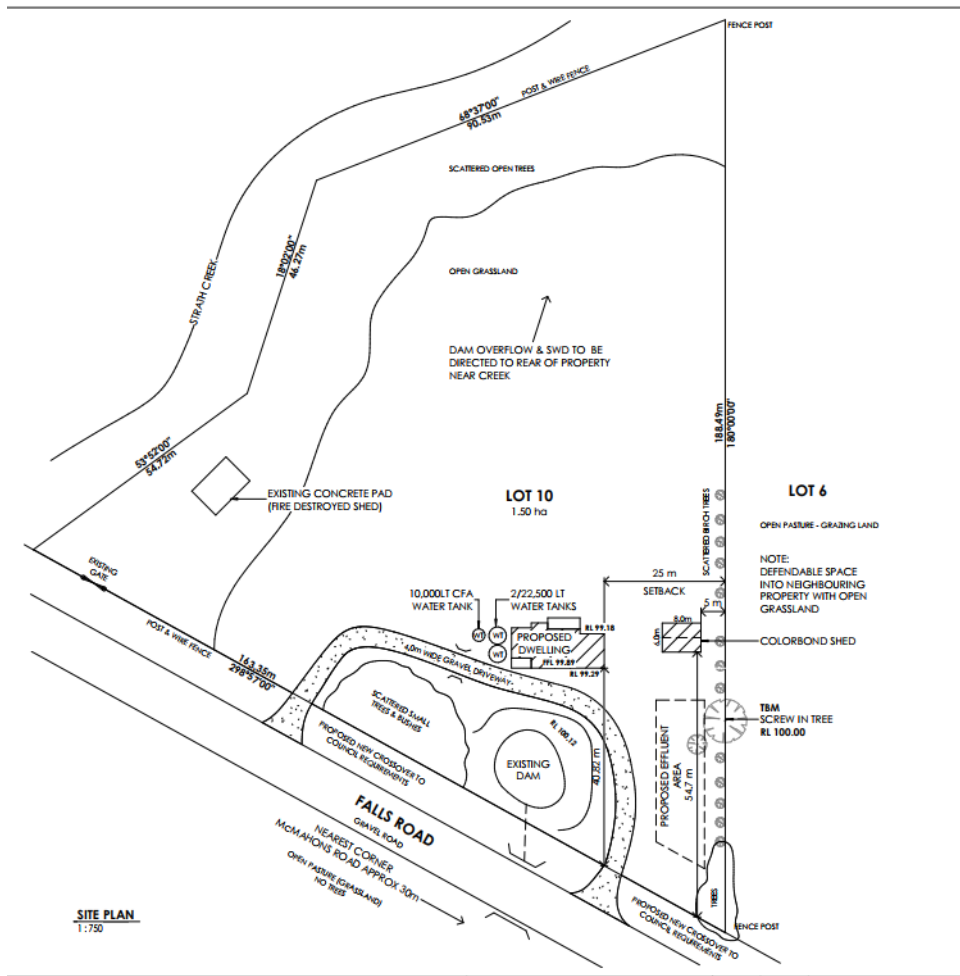 FENCE POST
POST & WIRE FENCE
68°37'00"
90.53m
SCATTERED OPEN TREES
18°02'00"
46.27m
OPEN GRASSLAND
STRATH CREEK
DAM OVERFLOW & SWD TO BE
DIRECTED TO REAR OF PROPERTY
NEAR CREEK
188.49m
180°00'00"
53°52'00"
54.72m
EXISTING CONCRETE PAD
(FIRE DESTROYED SHED)
LOT 10
1.50 ha
SCATTERED BIRCH TREES
LOT 6
OPEN PASTURE - GRAZING LAND
NOTE:
DEFENDABLE SPACE
INTO NEIGHBOURING
PROPERTY WITH OPEN
GRASSLAND
EXISTING
GATE
25 m
SETBACK
5 m
10,000LT CFA
WATER TANK
2/22,500 LT
WATER TANKS
WT
WT
WT
PROPOSED
DWELLING
FFL 99.89
RL 99.18
RL 99.29
8.0m
6.0m
COLORBOND SHED
POST & WIRE FENCE
163.35m
298°57'00"
4.0m WIDE GRAVEL DRIVEWAY
SCATTERED SMALL
TREES & BUSHES
RL 100.12
EXISTING
DAM
40.82 m
TBM
SCREW IN TREE
RL 100.00
PROPOSED EFFLUENT
AREA
54.7 m
PROPOSED NEW CROSSOVER TO
COUNCIL REQUIREMENTS
FALLS ROAD
GRAVEL ROAD
NEAREST CORNER
McMAHONS ROAD APPROX 30m
OPEN PASTURE (GRASSLAND)
NO TREES
TREES
FENCE POST
PROPOSED NEW CROSSOVER TO
COUNCIL REQUIREMENTS
SITE PLAN
1:750